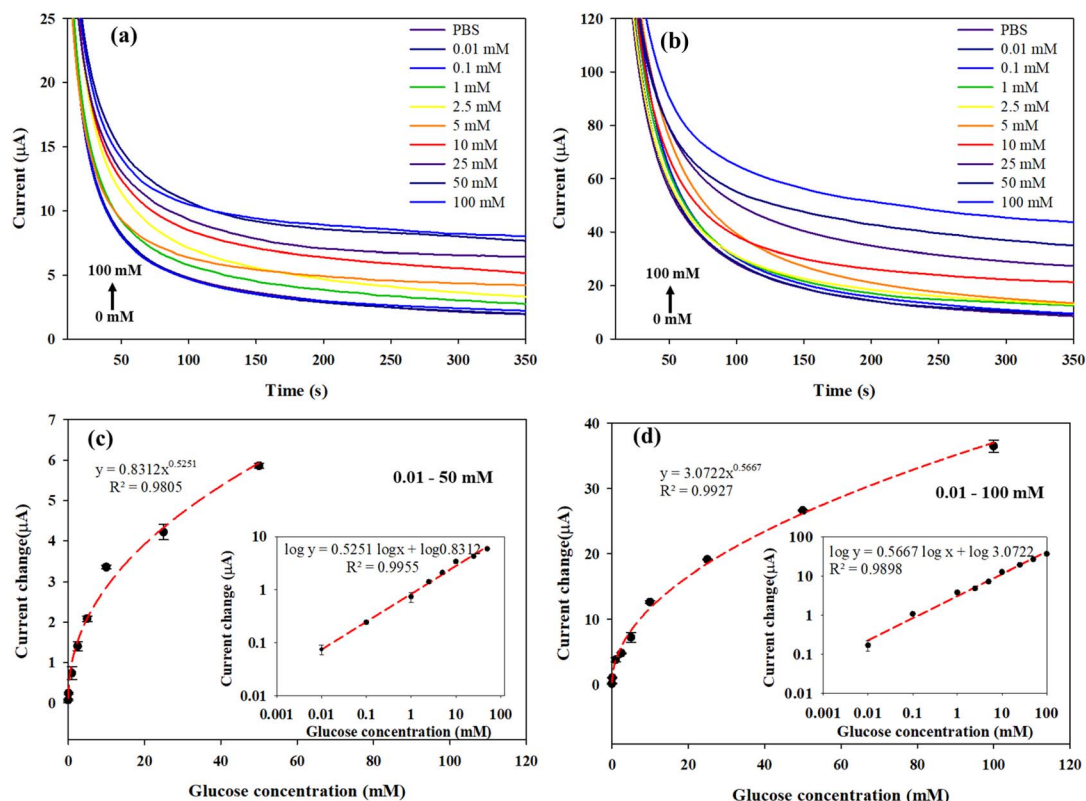 (a)
PBS
0.01 mM
0.1 mM
1 mM
2.5 mM
5 mM
10 mM
25 mM
50 mM
100 mM
100 mM
0 mM
Current (µA)
0
5
10
15
20
25
50
100
150
200
250
300
350
Time (s)
(b)
PBS
0.01 mM
0.1 mM
1 mM
2.5 mM
5 mM
10 mM
25 mM
50 mM
100 mM
100 mM
0 mM
Current (µA)
0
20
40
60
80
100
120
50
100
150
200
250
300
350
Time (s)
(c)
y = 0.8312x^0.5251
R² = 0.9805
0.01 - 50 mM
Current change(µA)
0
1
2
3
4
5
6
7
0 20 40 60 80 100 120
Glucose concentration (mM)
log y = 0.5251 logx + log0.8312
R² = 0.9955
Current change (µA)
10
1
0.1
0.01
0.001 0.01 0.1 1 10 100
Glucose concentration (mM)
(d)
y = 3.0722x^0.5667
R² = 0.9927
0.01 - 100 mM
Current change(µA)
0
10
20
30
40
0 20 40 60 80 100 120
Glucose concentration (mM)
log y = 0.5667 log x + log 3.0722
R² = 0.9898
Current change(µA)
100
10
1
0.1
0.01
0.001 0.01 0.1 1 10 100
Glucose concentration (mM)